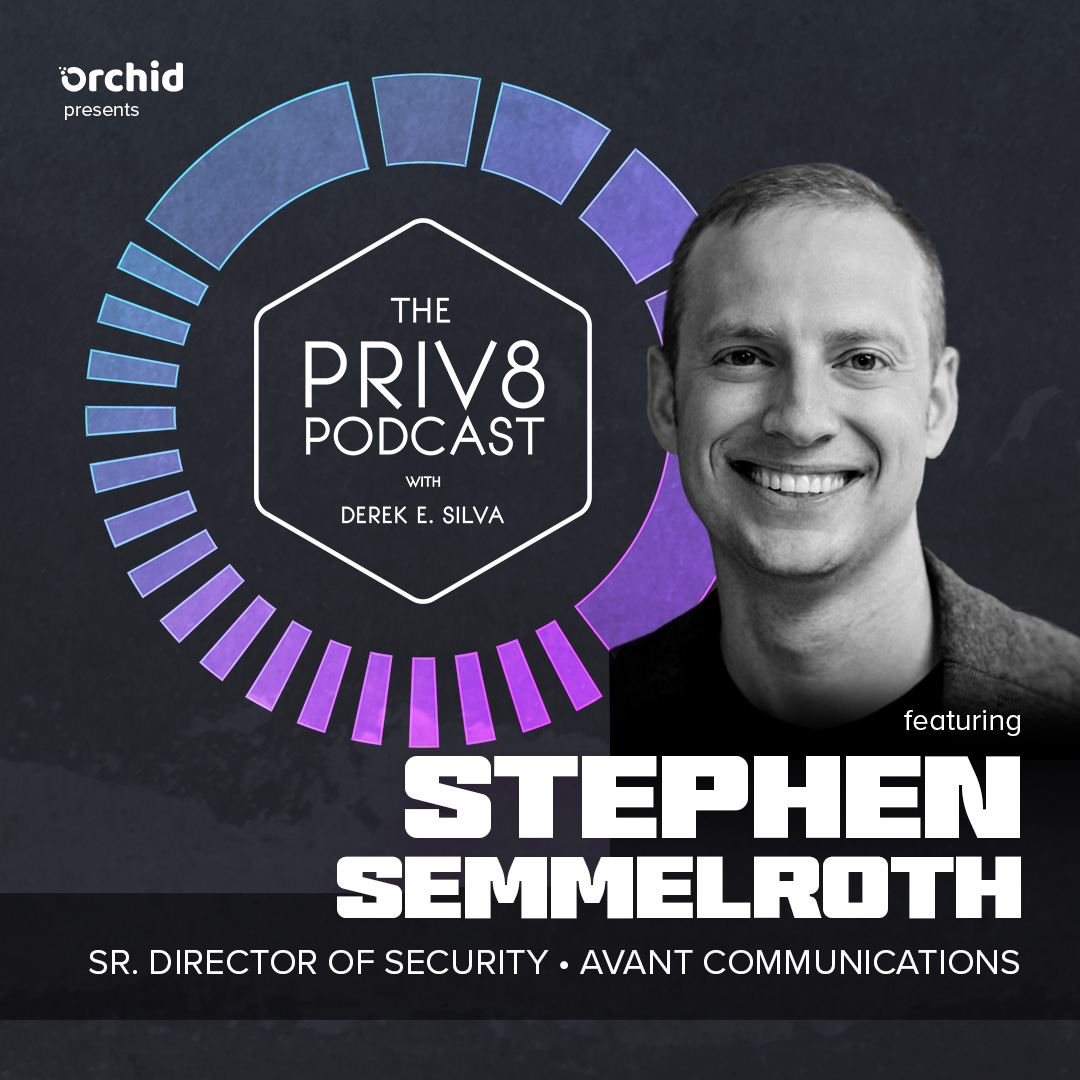 Orchid
presents
THE
PRIV8
PODCAST
WITH
DEREK E. SILVA
featuring
STEPHEN
SEMMELROTH
SR. DIRECTOR OF SECURITY • AVANT COMMUNICATIONS